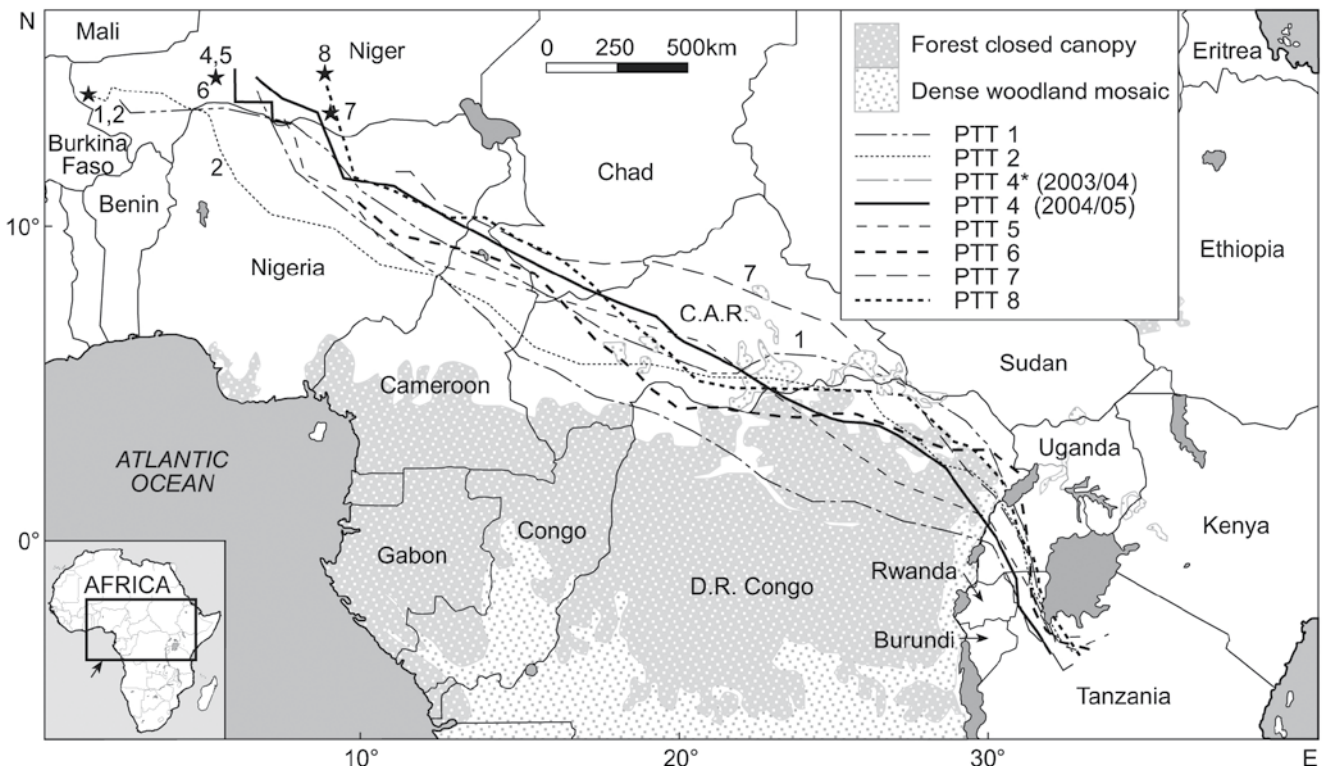 N
Mali
4,5
8
Niger
0 250 500km
Forest closed canopy
Eritrea
6
7
Dense woodland mosaic
1,2
Burkina
Faso
2
Chad
PTT 1
PTT 2
PTT 4* (2003/04)
PTT 4 (2004/05)
PTT 5
PTT 6
PTT 7
PTT 8
Benin
10°
Nigeria
Ethiopia
7
C.A.R.
1
Sudan
Cameroon
Uganda
ATLANTIC
OCEAN
Congo
Kenya
0°
Gabon
AFRICA
Rwanda
D.R. Congo
Burundi
Tanzania
10°
20°
30°
E